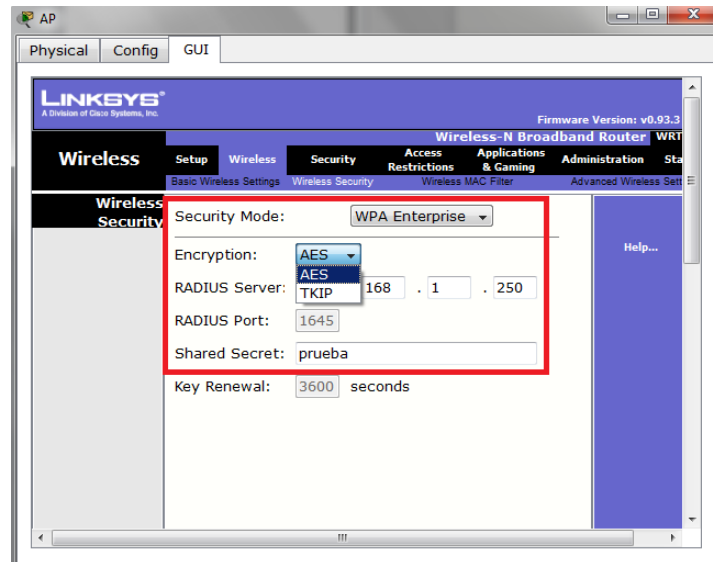 AP
Physical Config GUI
LINKSYS®
A Division of Cisco Systems, Inc.
Firmware Version: v0.93.3
Wireless-N Broadband Router WRT
Wireless
Setup Wireless Security Access Restrictions Applications & Gaming Administration Sta
Basic Wireless Settings Wireless Security Wireless MAC Filter Advanced Wireless Sett
Wireless Security
Security Mode: WPA Enterprise
Help...
Encryption: AES
AES
TKIP
RADIUS Server: 168 . 1 . 250
RADIUS Port: 1645
Shared Secret: prueba
Key Renewal: 3600 seconds